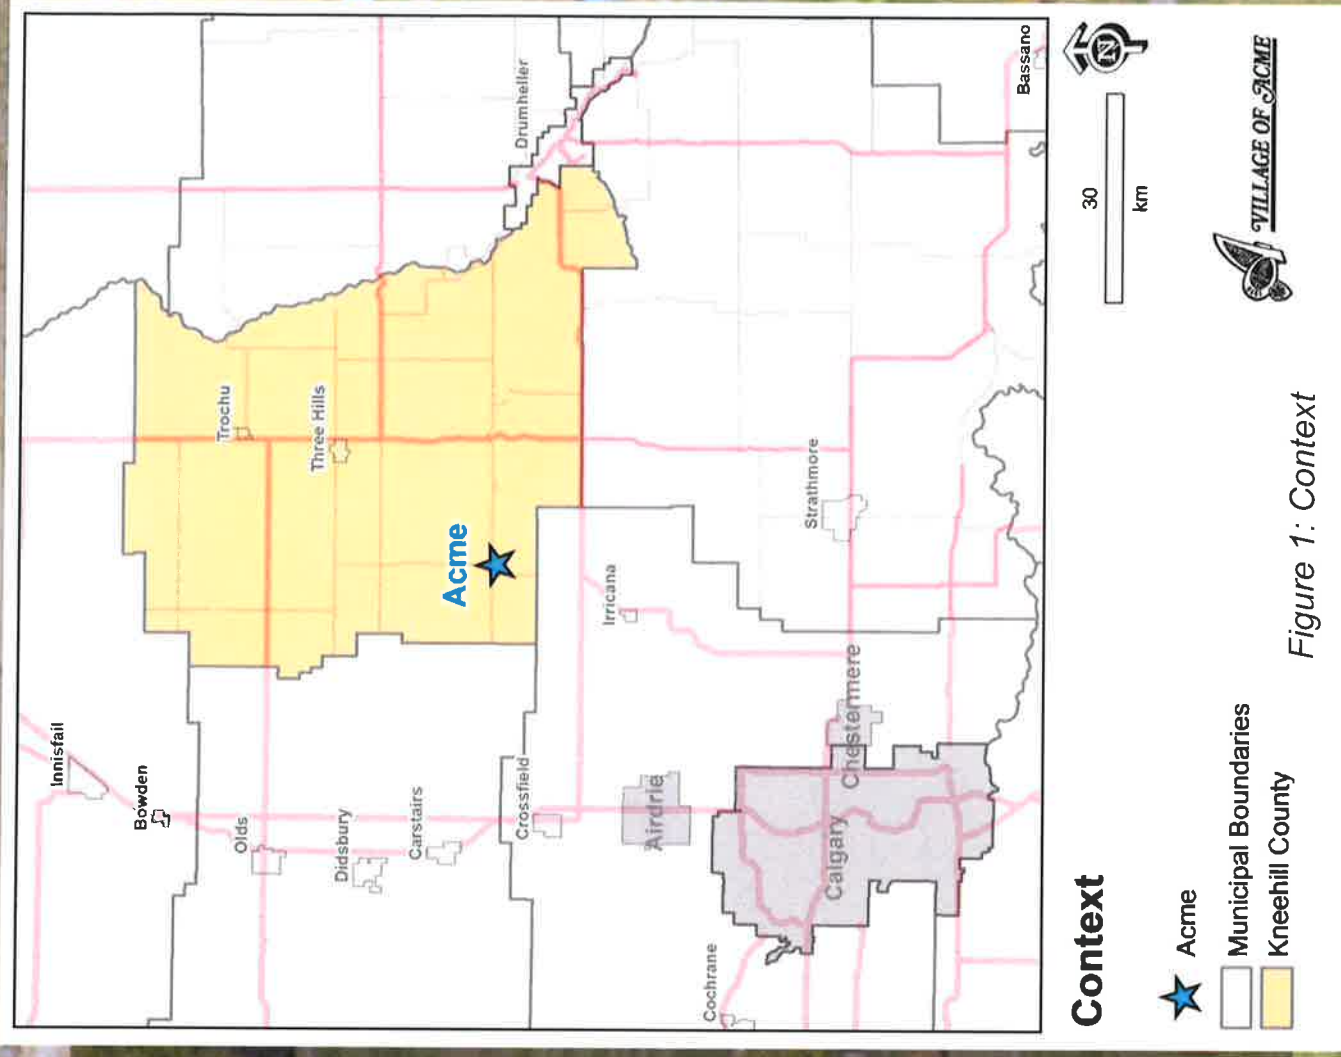 Innisfail
Bowden
Olds
Didsbury
Carstairs
Crossfield
Airdrie
Calgary
Chestermere
Cochrane
Trochu
Three Hills
Acme
Irricana
Strathmore
Drumheller
Bassano
Context
Acme
Municipal Boundaries
Kneehill County
30
km
N
VILLAGE OF ACME
Figure 1: Context